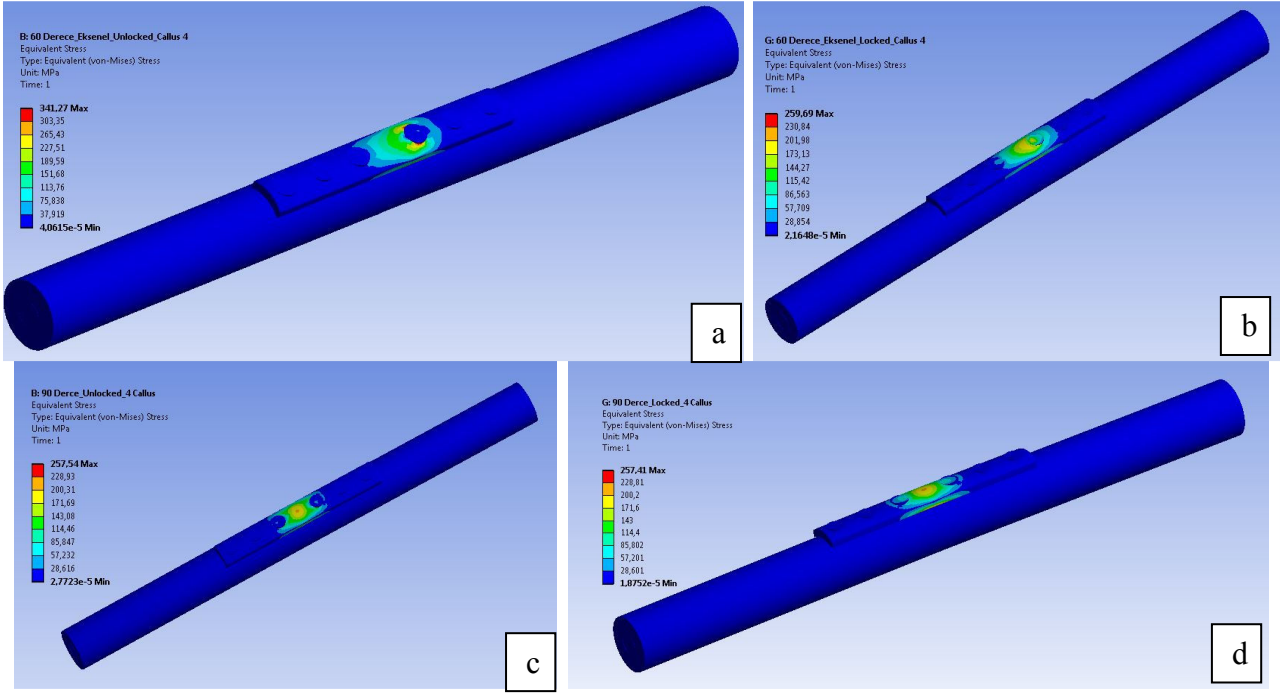 B: 60 Derece_Eksenel_Unlocked_Callus 4
Equivalent Stress
Type: Equivalent (von-Mises) Stress
Unit: MPa
Time: 1
341,27 Max
303,35
265,43
227,51
189,59
151,68
113,76
75,838
37,919
4,0615e-5 Min
a
G: 60 Derece_Eksenel_Locked_Callus 4
Equivalent Stress
Type: Equivalent (von-Mises) Stress
Unit: MPa
Time: 1
259,69 Max
230,84
201,98
173,13
144,27
115,42
86,563
57,709
28,854
2,1648e-5 Min
b
B: 90 Derce_Unlocked_4 Callus
Equivalent Stress
Type: Equivalent (von-Mises) Stress
Unit: MPa
Time: 1
257,54 Max
228,93
200,31
171,69
143,08
114,46
85,847
57,232
28,616
2,7723e-5 Min
c
G: 90 Derce_Locked_4 Callus
Equivalent Stress
Type: Equivalent (von-Mises) Stress
Unit: MPa
Time: 1
257,41 Max
228,81
200,2
171,6
143
114,4
85,802
57,201
28,601
1,8752e-5 Min
d